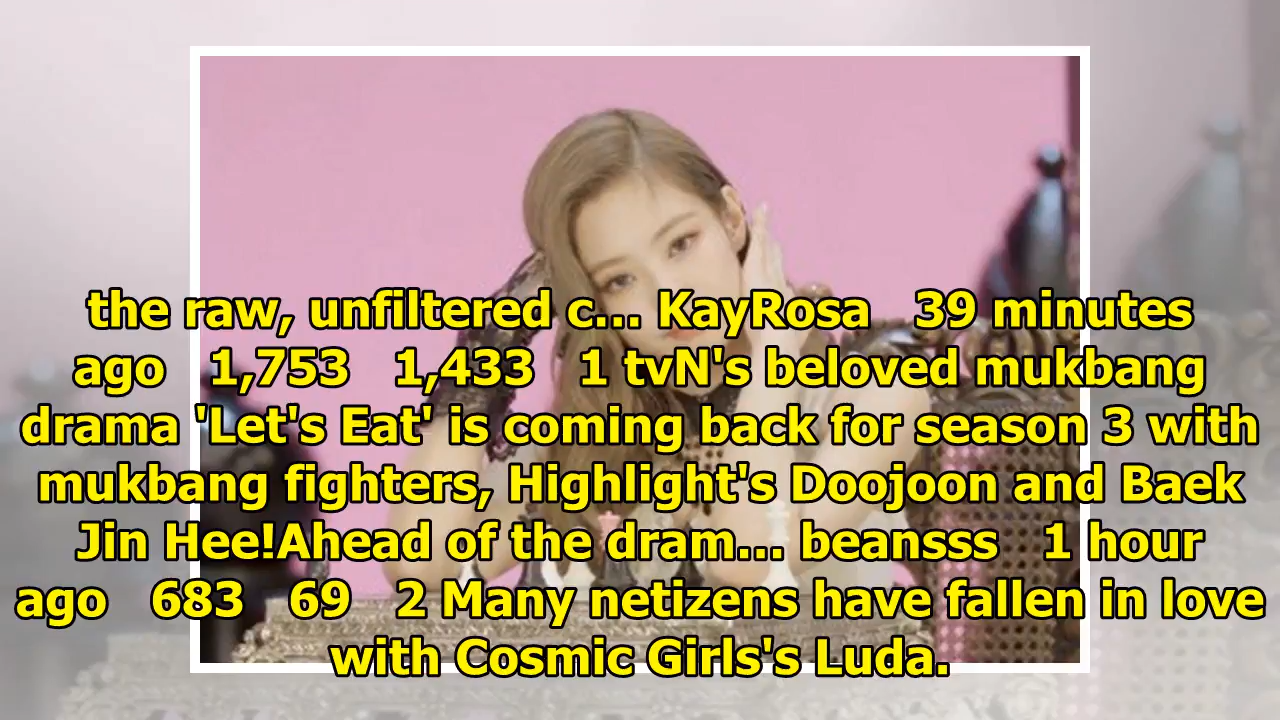 the raw, unfiltered c... KayRosa 39 minutes
ago 1,753 1,433 1 tvN's beloved mukbang
drama 'Let's Eat' is coming back for season 3 with
mukbang fighters, Highlight's Doojoon and Baek
Jin Hee!Ahead of the dram... beansss 1 hour
ago 683 69 2 Many netizens have fallen in love
with Cosmic Girls's Luda.